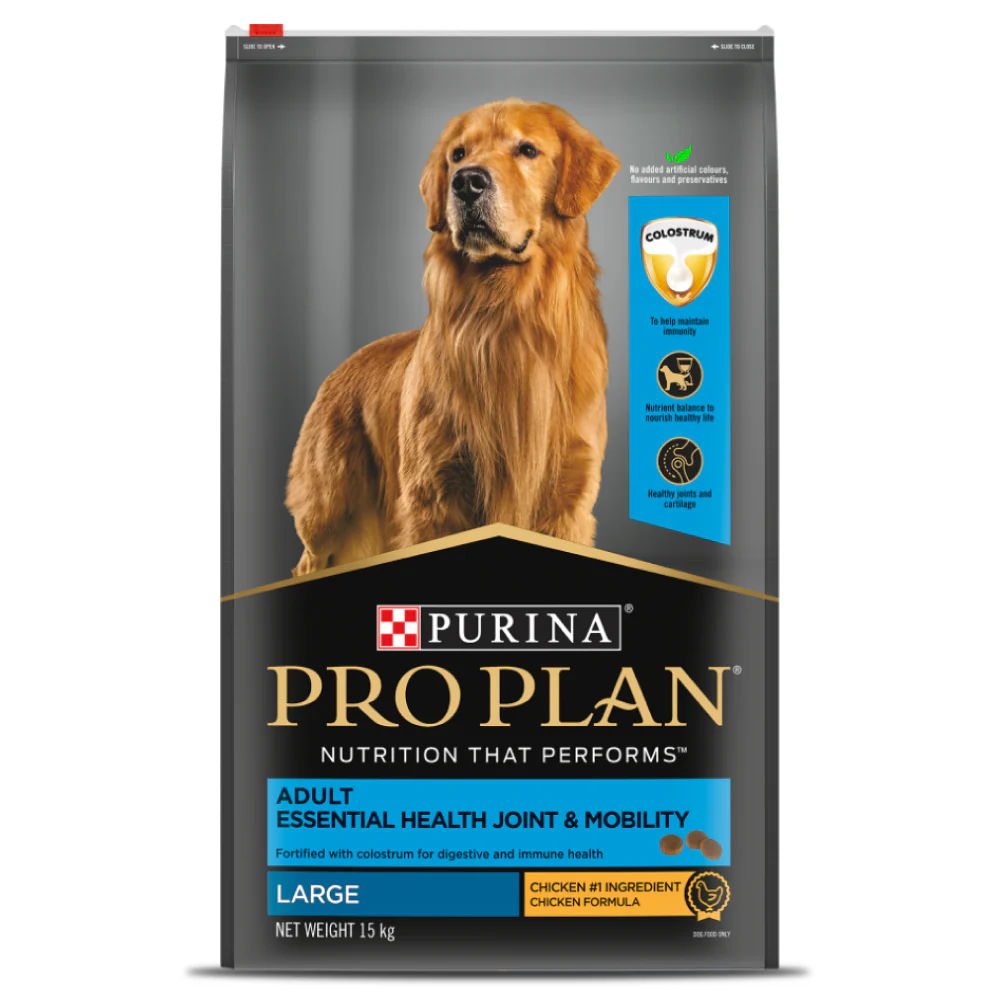 SLIDE TO OPEN
SLIDE TO CLOSE
No added artificial colours,
flavours and preservatives
COLOSTRUM
To help maintain
immunity
Nutrient balance to
nourish healthy life
Healthy joints and
cartilage
PURINA®
PRO PLAN®
NUTRITION THAT PERFORMS™
ADULT
ESSENTIAL HEALTH JOINT & MOBILITY
Fortified with colostrum for digestive and immune health
LARGE
CHICKEN #1 INGREDIENT
CHICKEN FORMULA
NET WEIGHT 15 kg
DOG FOOD ONLY